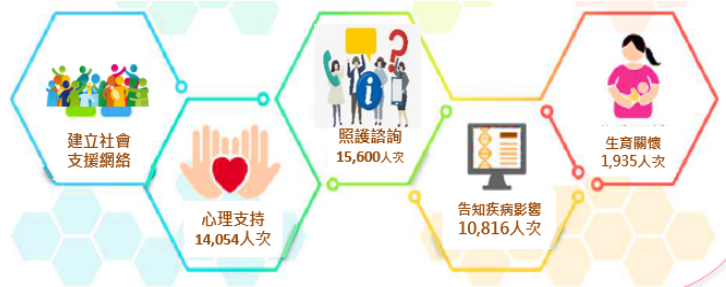 建立社會
支援網絡
心理支持
14,054人次
照護諮詢
15,600人次
告知疾病影響
10,816人次
生育關懷
1,935人次